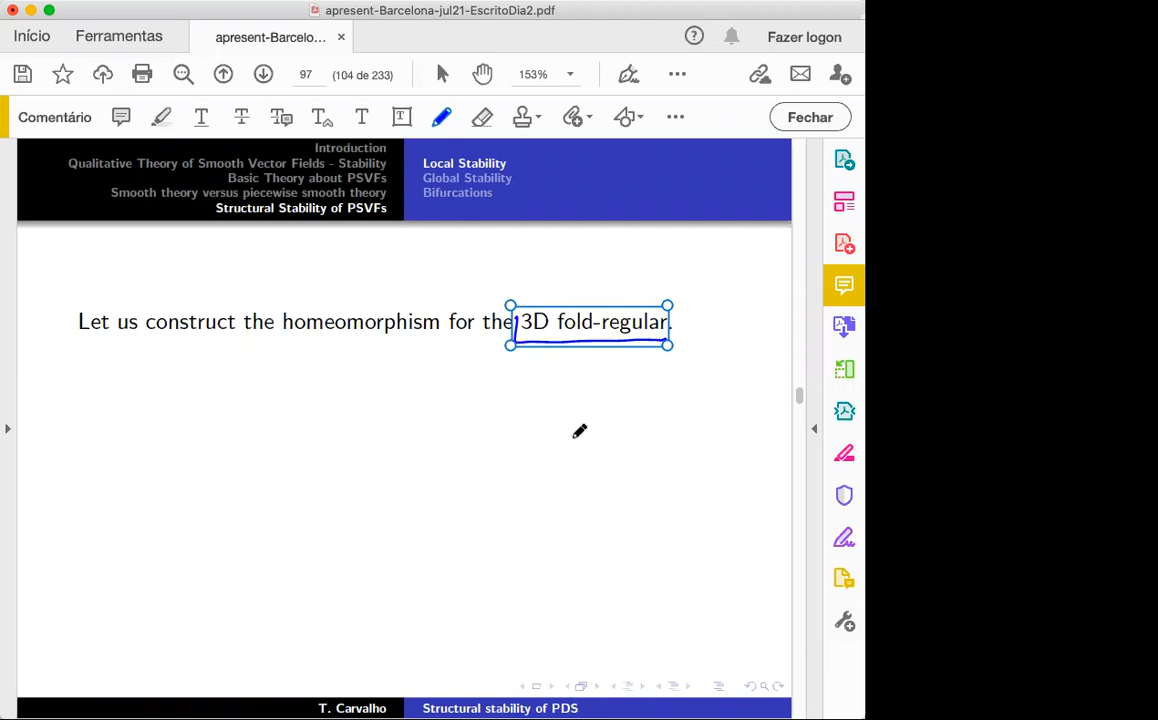 apresent-Barcelona-jul21-EscritoDia2.pdf
Início Ferramentas apresent-Barcelo... × Fazer logon
97 (104 de 233) 153%
Comentário Fechar
Introduction
Qualitative Theory of Smooth Vector Fields - Stability
Basic Theory about PSVFs
Smooth theory versus piecewise smooth theory
Structural Stability of PSVFs
Local Stability
Global Stability
Bifurcations
Let us construct the homeomorphism for the 3D fold-regular.
T. Carvalho Structural stability of PDS